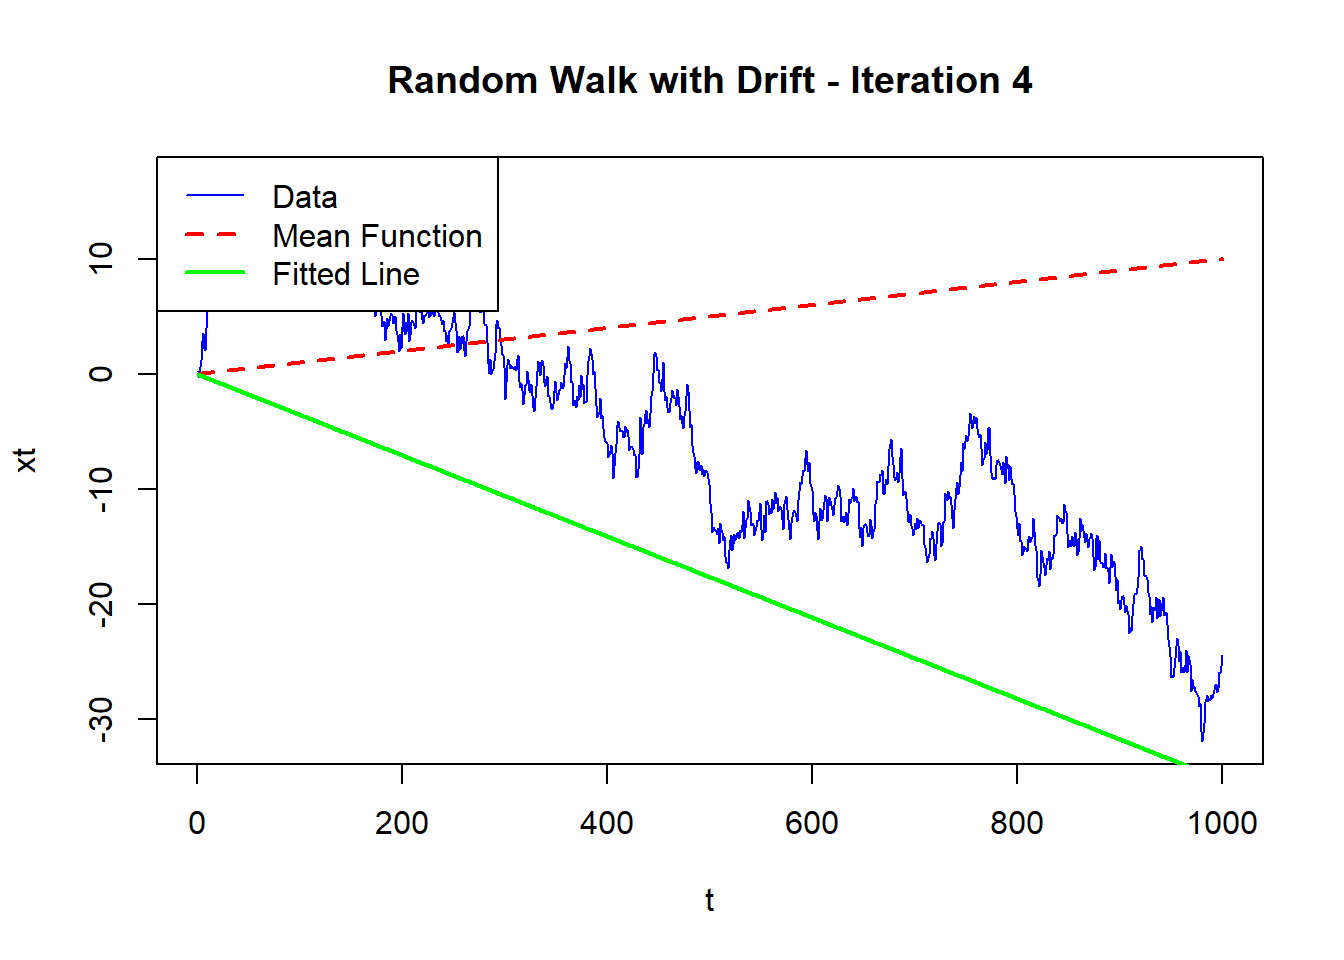 Random Walk with Drift - Iteration 4
Data
Mean Function
Fitted Line
xt
10
0
-10
-20
-30
0 200 400 600 800 1000
t